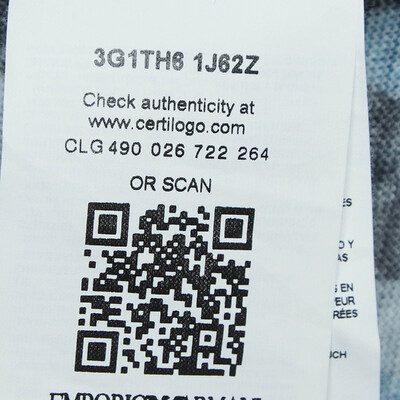 3G1TH6 1J62Z
Check authenticity at
www.certilogo.com
CLG 490 026 722 264
OR SCAN